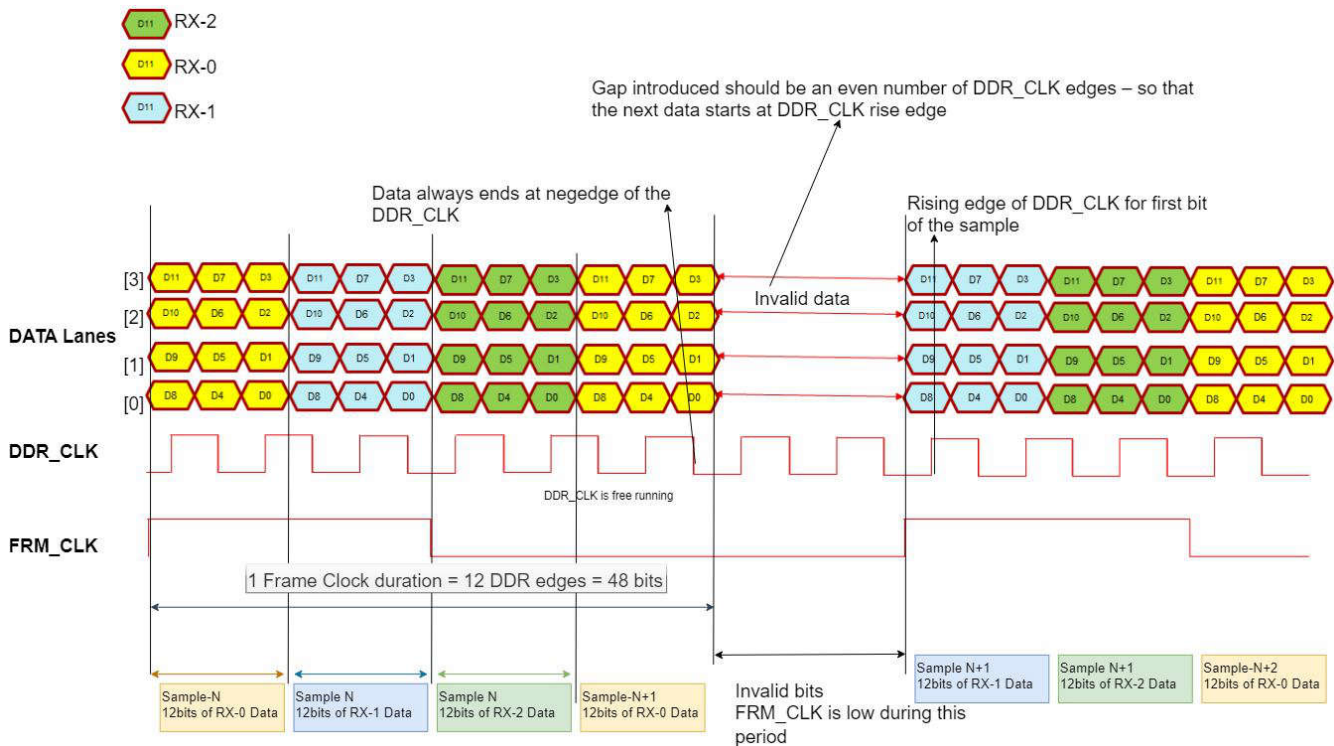 D11 RX-2
D11 RX-0
D11 RX-1
Gap introduced should be an even number of DDR_CLK edges – so that
the next data starts at DDR_CLK rise edge
Data always ends at negedge of the
DDR_CLK
Rising edge of DDR_CLK for first bit
of the sample
[3] D11 D7 D3 D11 D7 D3 D11 D7 D3 D11 D7 D3 D11 D7 D3 D11 D7 D3 D11 D7 D3
Invalid data
[2] D10 D6 D2 D10 D6 D2 D10 D6 D2 D10 D6 D2 D10 D6 D2 D10 D6 D2 D10 D6 D2
DATA Lanes
[1] D9 D5 D1 D9 D5 D1 D9 D5 D1 D9 D5 D1 D9 D5 D1 D9 D5 D1 D9 D5 D1
[0] D8 D4 D0 D8 D4 D0 D8 D4 D0 D8 D4 D0 D8 D4 D0 D8 D4 D0 D8 D4 D0
DDR_CLK
DDR_CLK is free running
FRM_CLK
1 Frame Clock duration = 12 DDR edges = 48 bits
Sample-N
12bits of RX-0 Data
Sample N
12bits of RX-1 Data
Sample N
12bits of RX-2 Data
Sample-N+1
12bits of RX-0 Data
Invalid bits
FRM_CLK is low during this
period
Sample N+1
12bits of RX-1 Data
Sample N+1
12bits of RX-2 Data
Sample-N+2
12bits of RX-0 Data